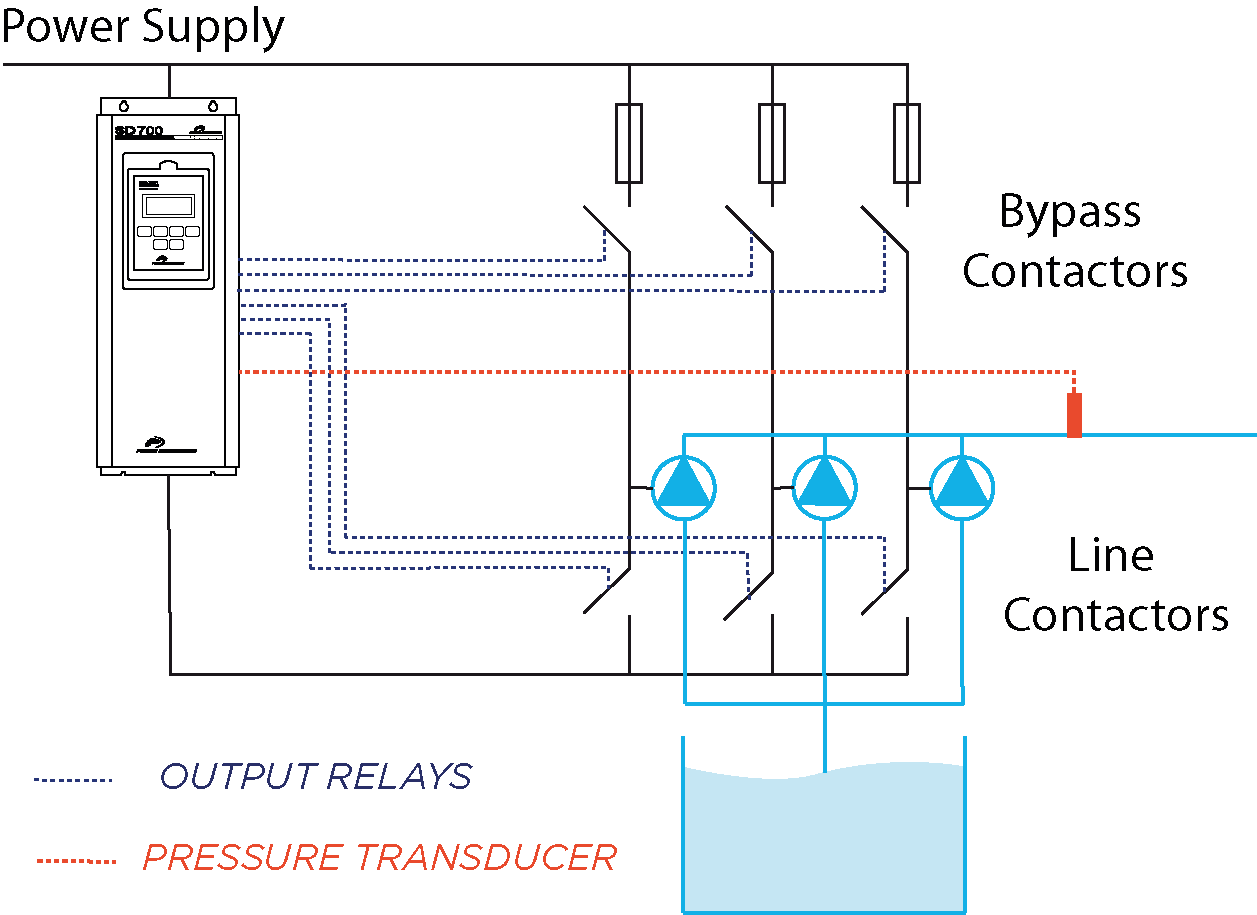 Power Supply
SD700
Bypass
Contactors
Line
Contactors
OUTPUT RELAYS
PRESSURE TRANSDUCER